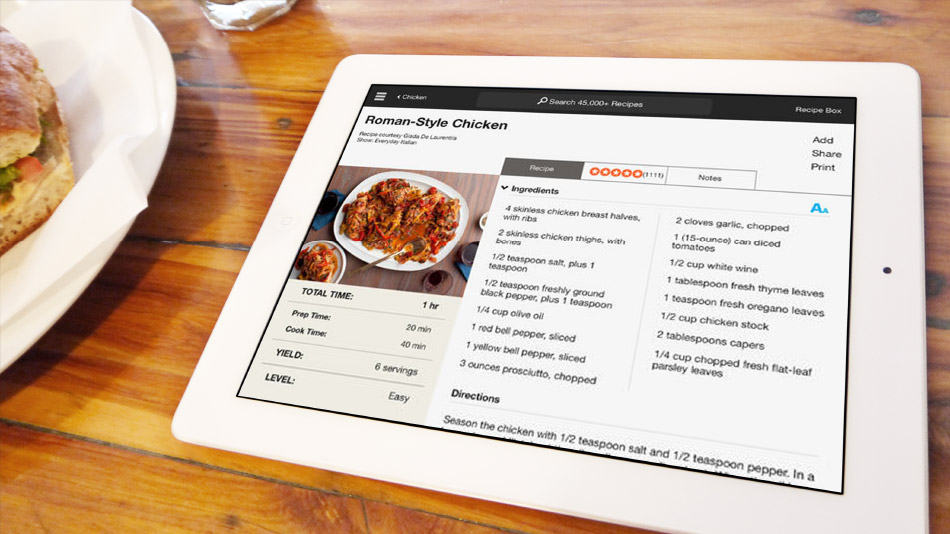 Chicken
Search 45,000+ Recipes
Recipe Box
Roman-Style Chicken
Recipe courtesy Giada De Laurentiis
Show: Everyday Italian
Add
Share
Print
Recipe
(1111)
Notes
Ingredients
AA
4 skinless chicken breast halves,
with ribs
2 skinless chicken thighs, with
bones
1/2 teaspoon salt, plus 1
teaspoon
1/2 teaspoon freshly ground
black pepper, plus 1 teaspoon
1/4 cup olive oil
1 red bell pepper, sliced
1 yellow bell pepper, sliced
3 ounces prosciutto, chopped
2 cloves garlic, chopped
1 (15-ounce) can diced
tomatoes
1/2 cup white wine
1 tablespoon fresh thyme leaves
1 teaspoon fresh oregano leaves
1/2 cup chicken stock
2 tablespoons capers
1/4 cup chopped fresh flat-leaf
parsley leaves
TOTAL TIME: 1 hr
Prep Time: 20 min
Cook Time: 40 min
YIELD: 6 servings
LEVEL: Easy
Directions
Season the chicken with 1/2 teaspoon salt and 1/2 teaspoon pepper. In a